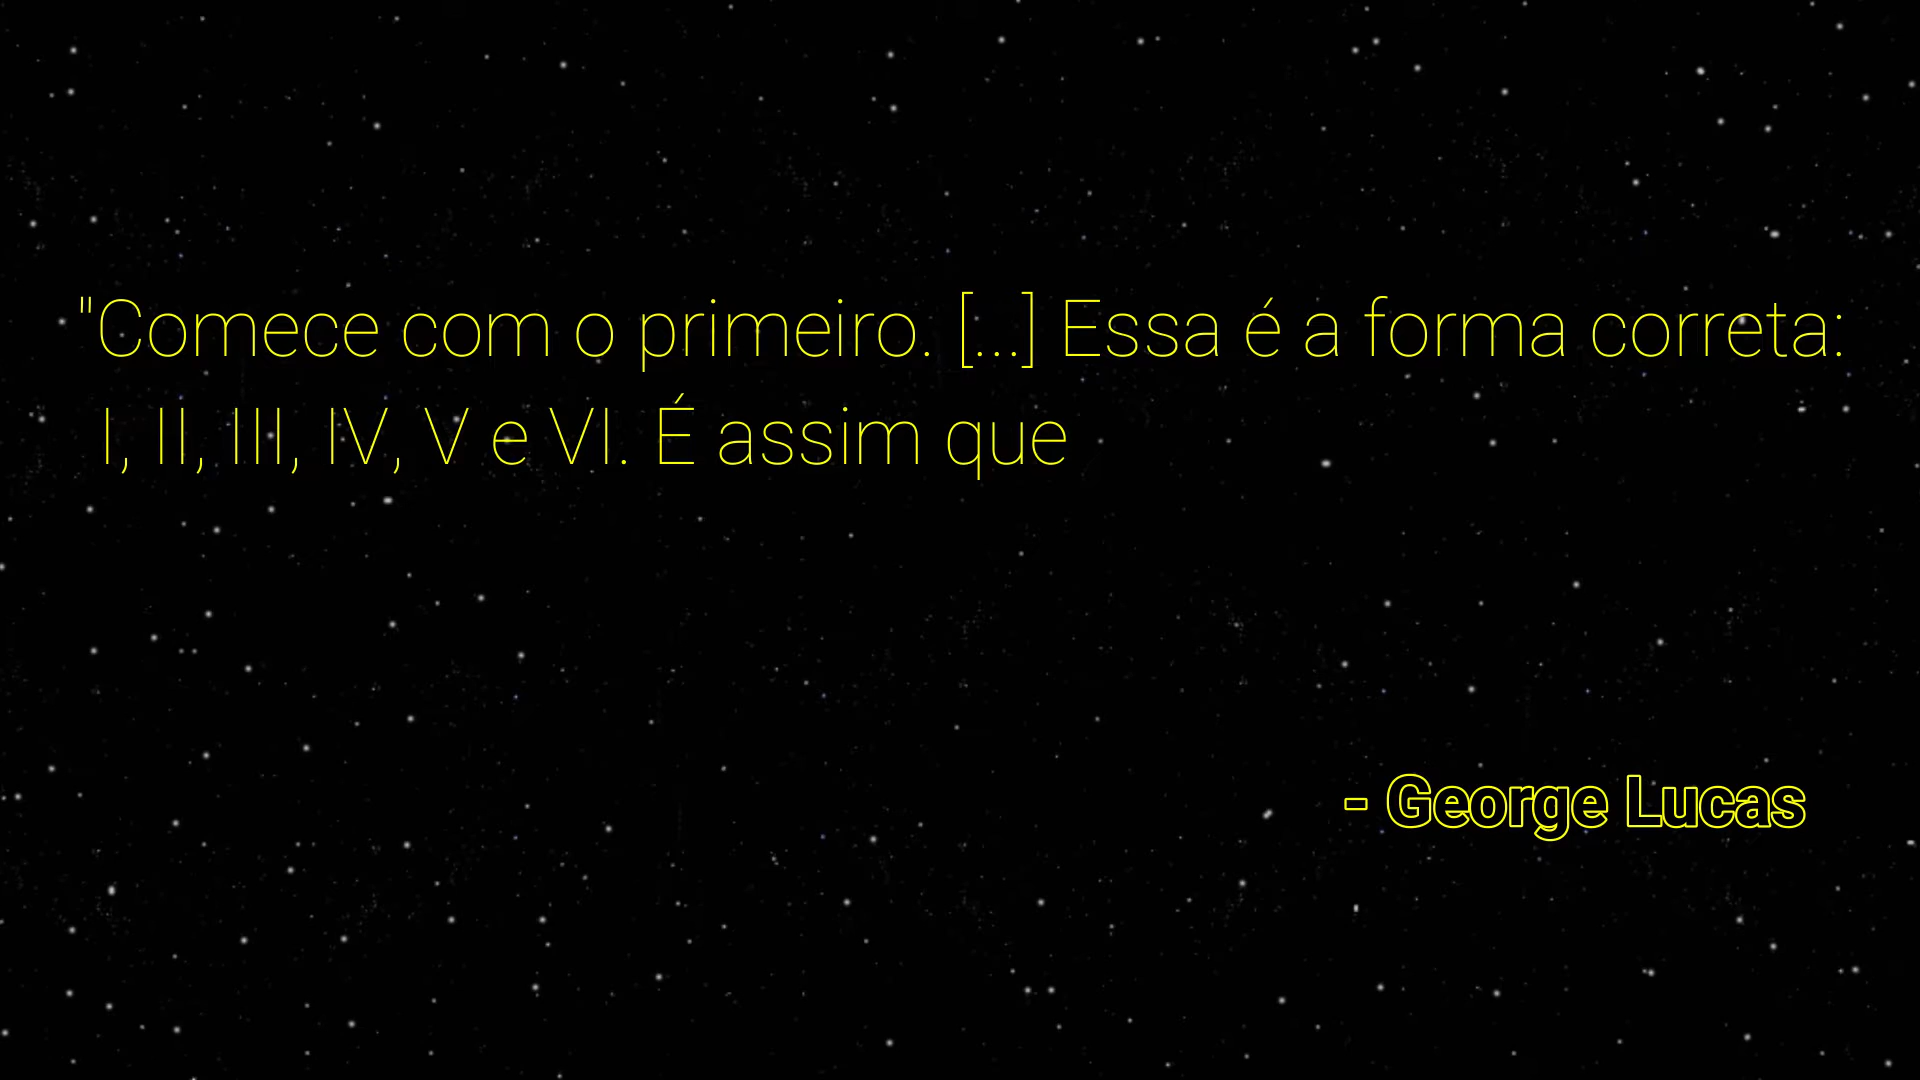 "Comece com o primeiro. [...] Essa é a forma correta:
I, II, III, IV, V e VI. É assim que
- George Lucas